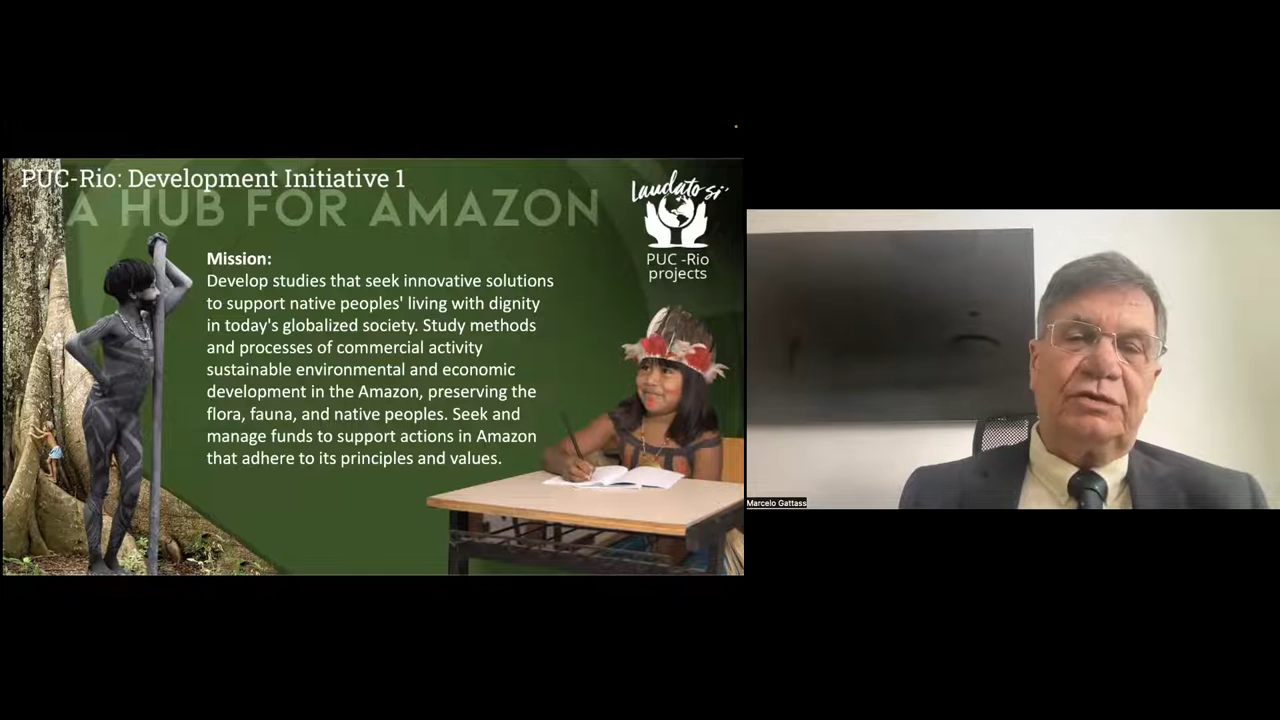 PUC-Rio: Development Initiative 1
A HUB FOR AMAZON
Laudato Si'
PUC -Rio
projects
Mission:
Develop studies that seek innovative solutions
to support native peoples' living with dignity
in today's globalized society. Study methods
and processes of commercial activity
sustainable environmental and economic
development in the Amazon, preserving the
flora, fauna, and native peoples. Seek and
manage funds to support actions in Amazon
that adhere to its principles and values.
Marcelo Gattass